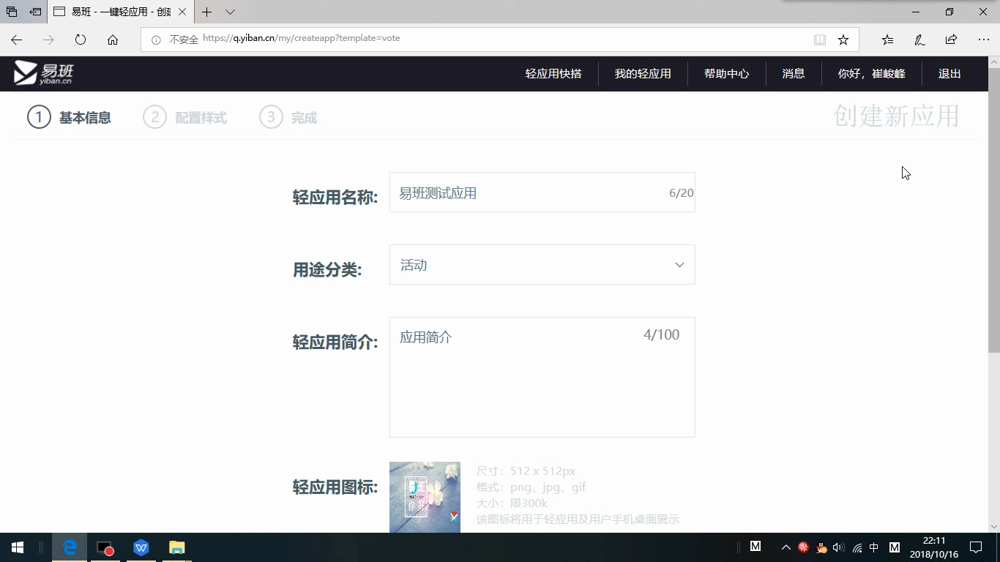 易班 - 一键轻应用 - 创建
不安全 https://q.yiban.cn/my/createapp?template=vote
易班
yiban.cn
轻应用快搭 我的轻应用 帮助中心 消息 你好，崔峻峰 退出
1 基本信息 2 配置样式 3 完成
创建新应用
轻应用名称: 易班测试应用 6/20
用途分类: 活动
轻应用简介: 应用简介 4/100
轻应用图标:
尺寸：512 x 512px
格式：png、jpg、gif
大小：限300k
该图标将用于轻应用及用户手机桌面展示
M 中 M
22:11
2018/10/16